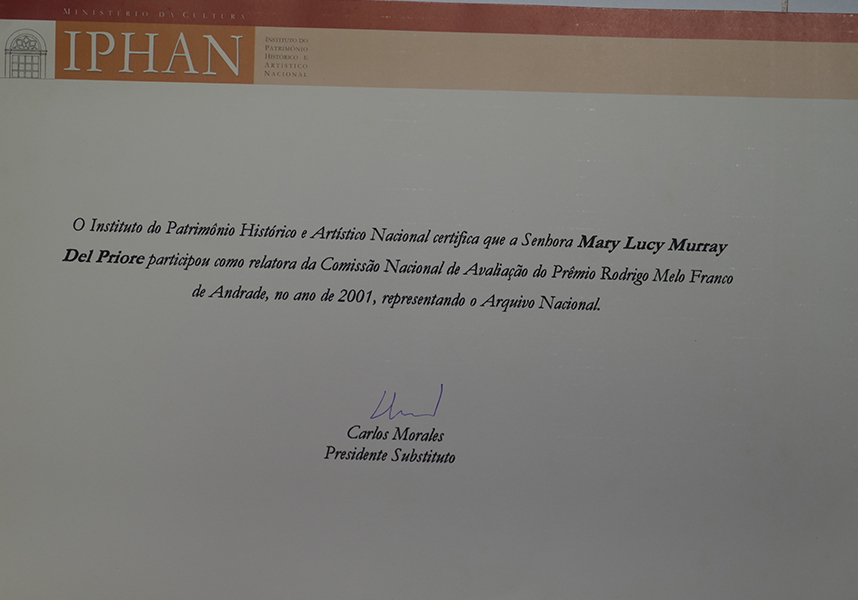 MINISTÉRIO DA CULTURA
IPHAN
INSTITUTO DO
PATRIMÔNIO
HISTÓRICO E
ARTÍSTICO
NACIONAL
O Instituto do Patrimônio Histórico e Artístico Nacional certifica que a Senhora Mary Lucy Murray
Del Priore participou como relatora da Comissão Nacional de Avaliação do Prêmio Rodrigo Melo Franco
de Andrade, no ano de 2001, representando o Arquivo Nacional.
Carlos Morales
Presidente Substituto